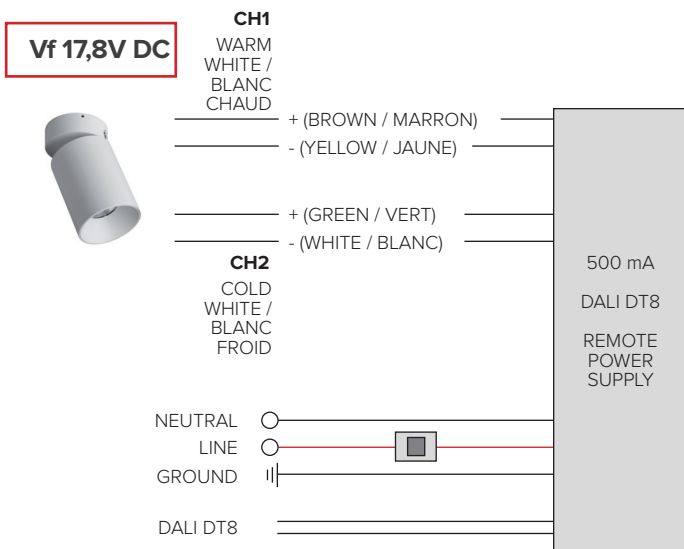 Vf 17,8V DC
CH1
WARM
WHITE /
BLANC
CHAUD
+ (BROWN / MARRON)
- (YELLOW / JAUNE)
+ (GREEN / VERT)
- (WHITE / BLANC)
CH2
COLD
WHITE /
BLANC
FROID
500 mA
DALI DT8
REMOTE
POWER
SUPPLY
NEUTRAL
LINE
GROUND
DALI DT8